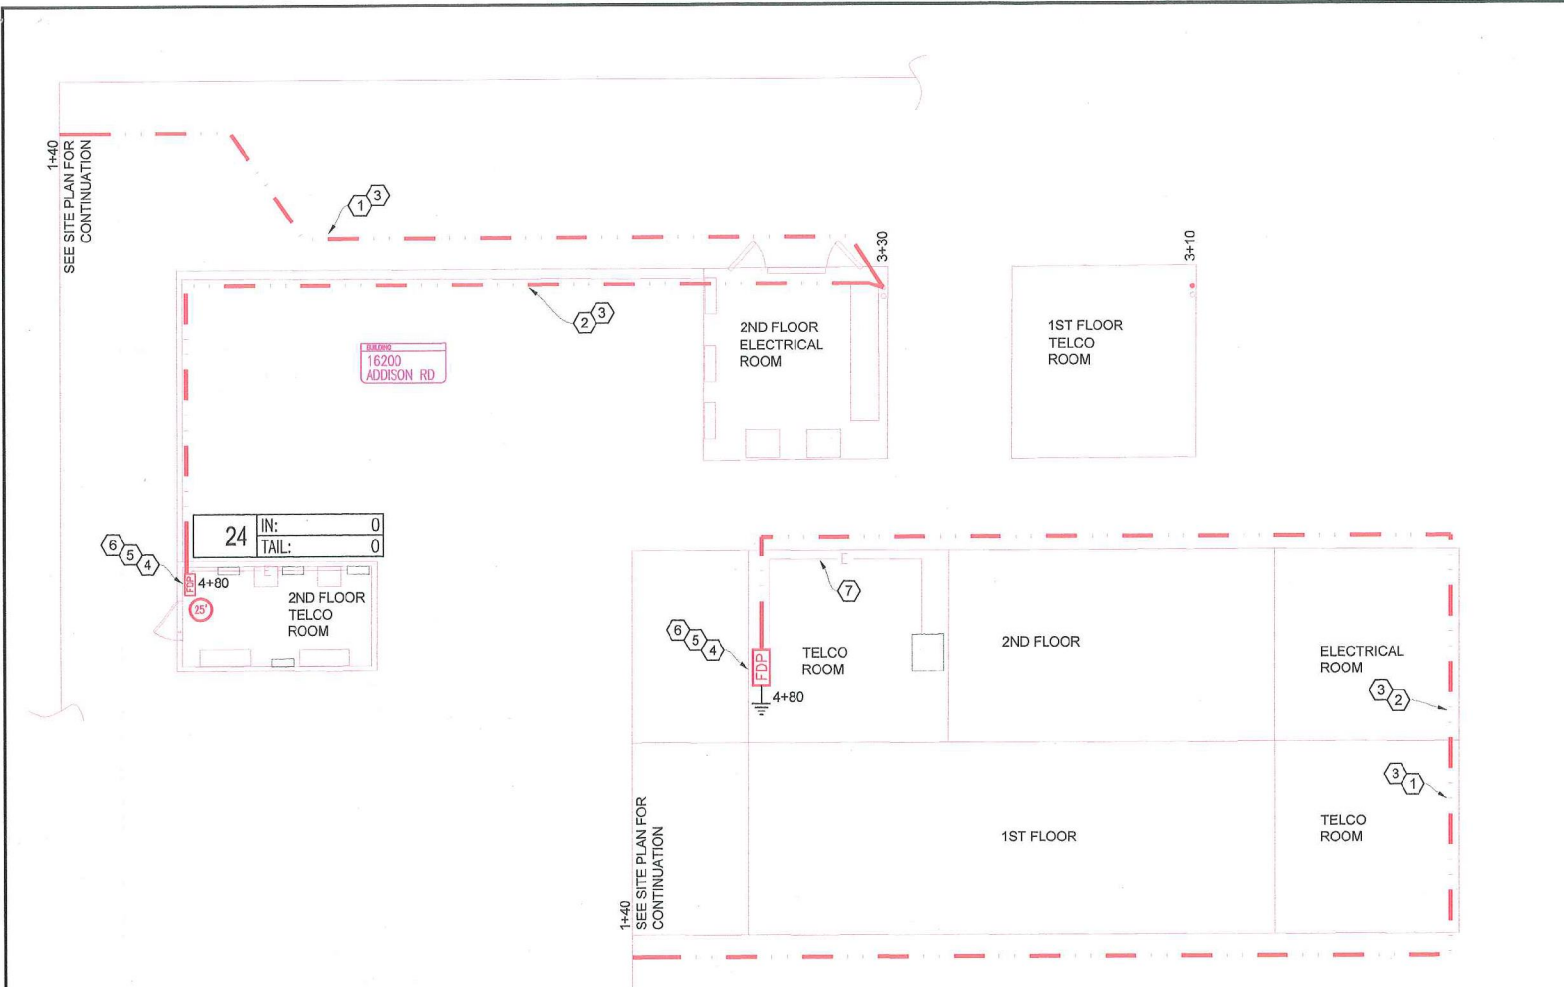 1+40
SEE SITE PLAN FOR
CONTINUATION
1
3
3+30
3+10
2
3
BUILDING
16200
ADDISON RD
2ND FLOOR
ELECTRICAL
ROOM
1ST FLOOR
TELCO
ROOM
24
IN: 0
TAIL: 0
6
5
4
FDP
4+80
25'
2ND FLOOR
TELCO
ROOM
E
E
7
6
5
4
FDP
4+80
TELCO
ROOM
2ND FLOOR
ELECTRICAL
ROOM
3
2
3
1
1+40
SEE SITE PLAN FOR
CONTINUATION
1ST FLOOR
TELCO
ROOM